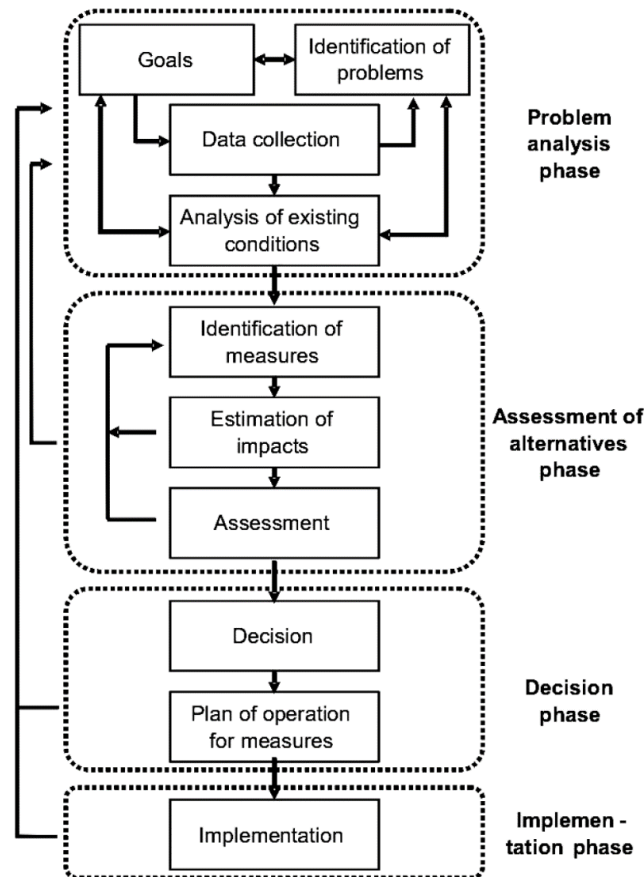 Goals
Identification of
problems
Data collection
Analysis of existing
conditions
Problem
analysis
phase
Identification of
measures
Estimation of
impacts
Assessment
Assessment of
alternatives
phase
Decision
Plan of operation
for measures
Decision
phase
Implementation
Implemen -
tation phase